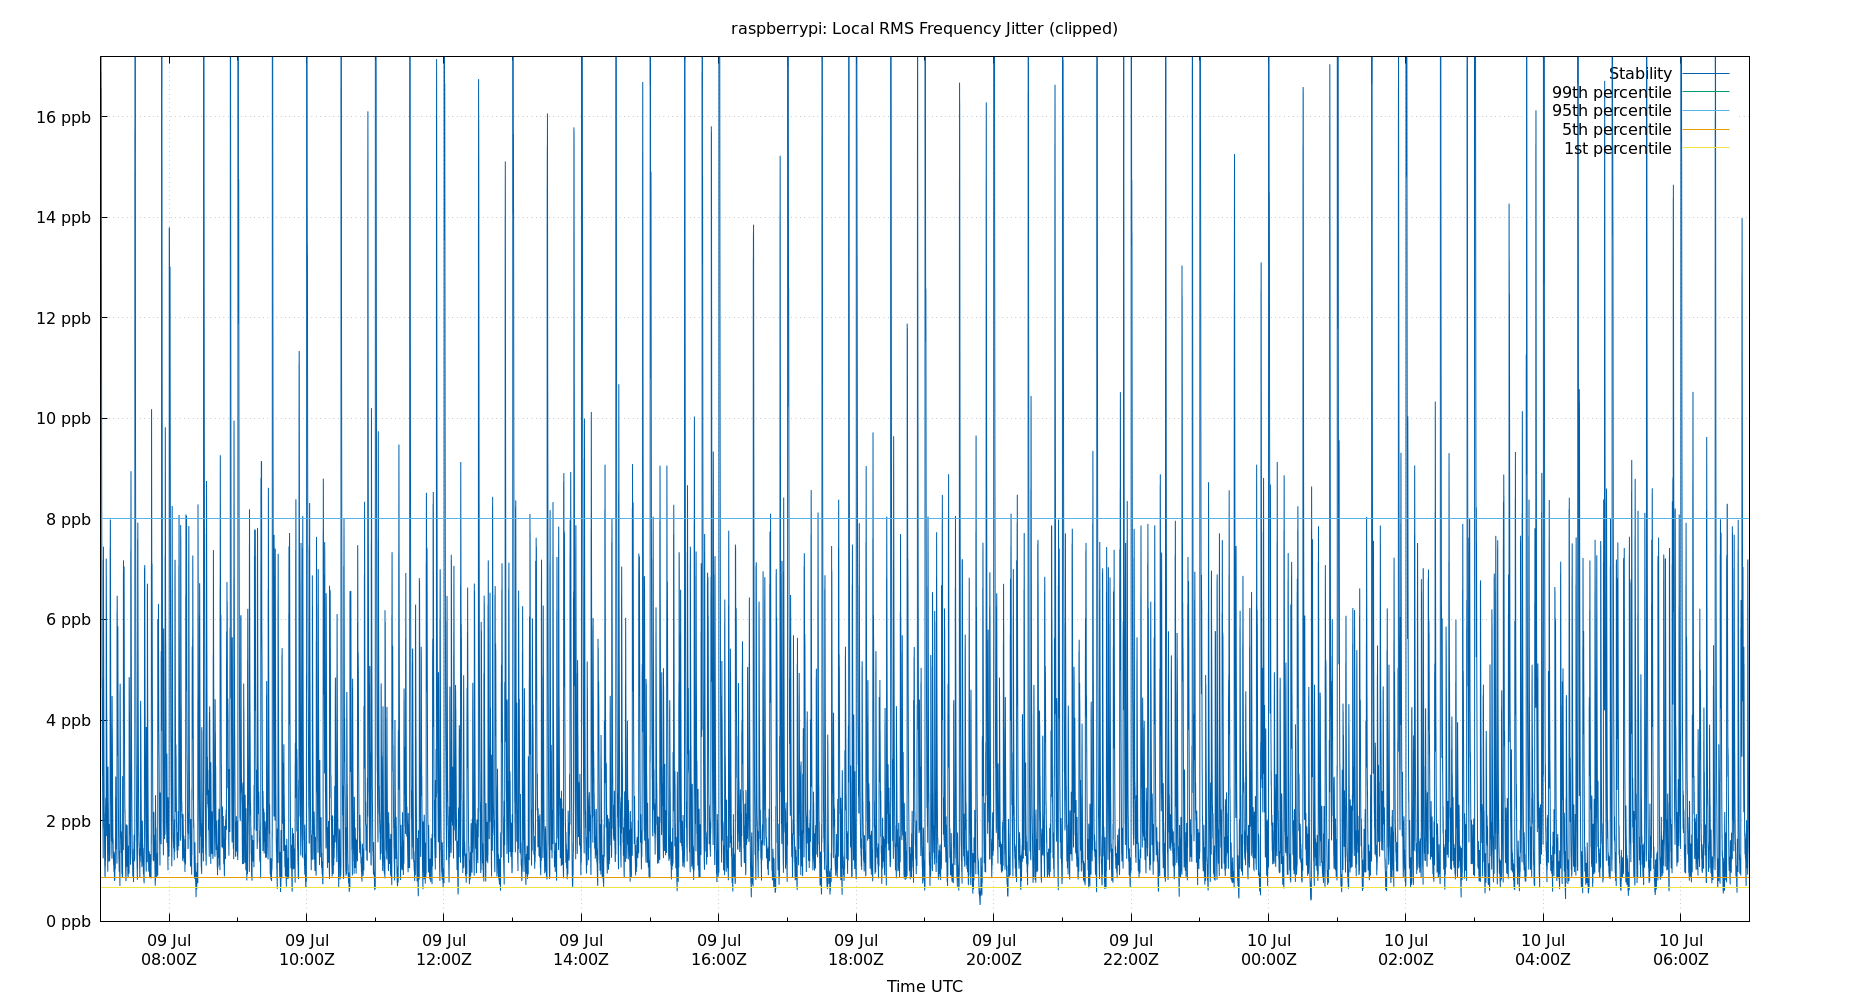 raspberrypi: Local RMS Frequency Jitter (clipped)
Stability
99th percentile
95th percentile
5th percentile
1st percentile
16 ppb
14 ppb
12 ppb
10 ppb
8 ppb
6 ppb
4 ppb
2 ppb
0 ppb
09 Jul 09 Jul 09 Jul 09 Jul 09 Jul 09 Jul 09 Jul 09 Jul 10 Jul 10 Jul 10 Jul 10 Jul
08:00Z 10:00Z 12:00Z 14:00Z 16:00Z 18:00Z 20:00Z 22:00Z 00:00Z 02:00Z 04:00Z 06:00Z
Time UTC